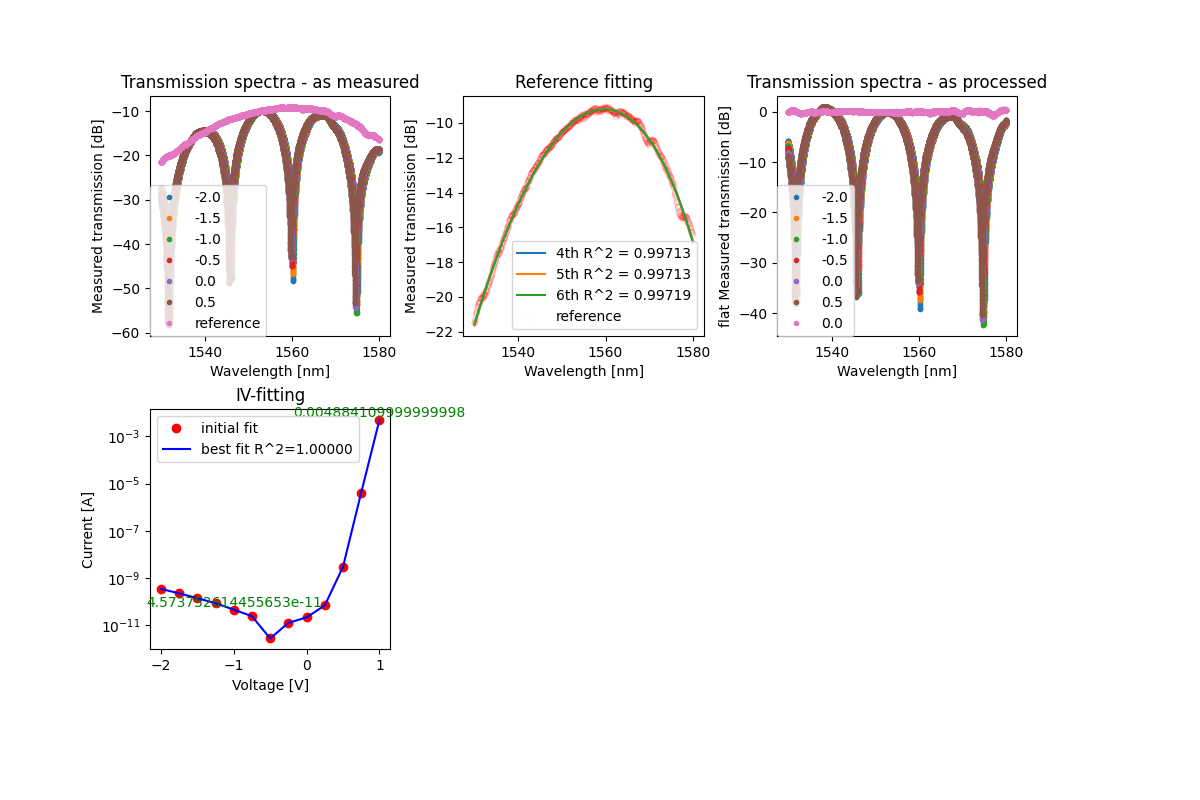 Transmission spectra - as measured
Measured transmission [dB]
−10
−20
−30
−40
−50
−60
-2.0
-1.5
-1.0
-0.5
0.0
0.5
reference
1540
1560
1580
Wavelength [nm]
Reference fitting
Measured transmission [dB]
−10
−12
−14
−16
−18
−20
−22
4th R^2 = 0.99713
5th R^2 = 0.99713
6th R^2 = 0.99719
reference
1540
1560
1580
Wavelength [nm]
Transmission spectra - as processed
flat Measured transmission [dB]
0
−10
−20
−30
−40
-2.0
-1.5
-1.0
-0.5
0.0
0.5
0.0
1540
1560
1580
Wavelength [nm]
IV-fitting
0.004884109999999998
initial fit
best fit R^2=1.00000
Current [A]
10−3
10−5
10−7
10−9
10−11
−2
−1
0
1
Voltage [V]